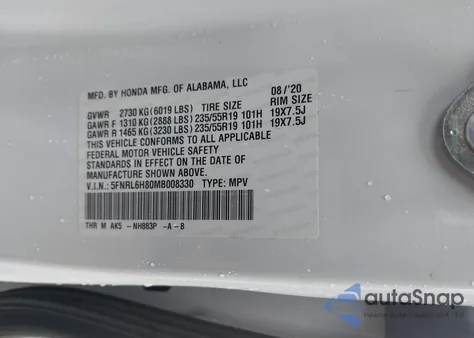 MFD. BY HONDA MFG. OF ALABAMA, LLC
08/'20
GVWR 2730 KG(6019 LBS) TIRE SIZE RIM SIZE
GAWR F 1310 KG(2888 LBS)235/55R19 101H 19X7.5J
GAWR R 1465 KG(3230 LBS)235/55R19 101H 19X7.5J
THIS VEHICLE CONFORMS TO ALL APPLICABLE
FEDERAL MOTOR VEHICLE SAFETY
STANDARDS IN EFFECT ON THE DATE OF
MANUFACTURE SHOWN ABOVE.
V.I.N.: 5FNRL6H80MB008330 TYPE: MPV
THR M AK5 -NH883P -A -B
autoSnap